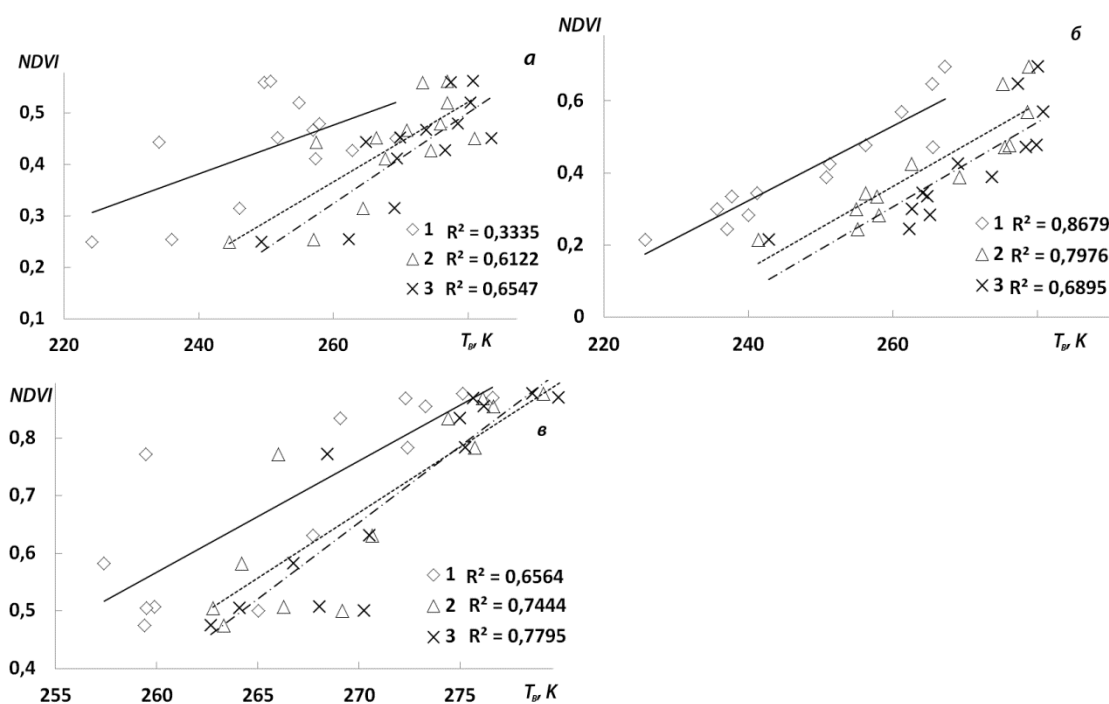 NDVI
а
0,5
0,4
0,3
0,2
0,1
1 R² = 0,3335
2 R² = 0,6122
3 R² = 0,6547
220
240
260
Tв, K
NDVI
б
0,6
0,4
0,2
0
1 R² = 0,8679
2 R² = 0,7976
3 R² = 0,6895
220
240
260
Tв, K
NDVI
в
0,8
0,7
0,6
0,5
0,4
1 R² = 0,6564
2 R² = 0,7444
3 R² = 0,7795
255
260
265
270
275
Tв, K